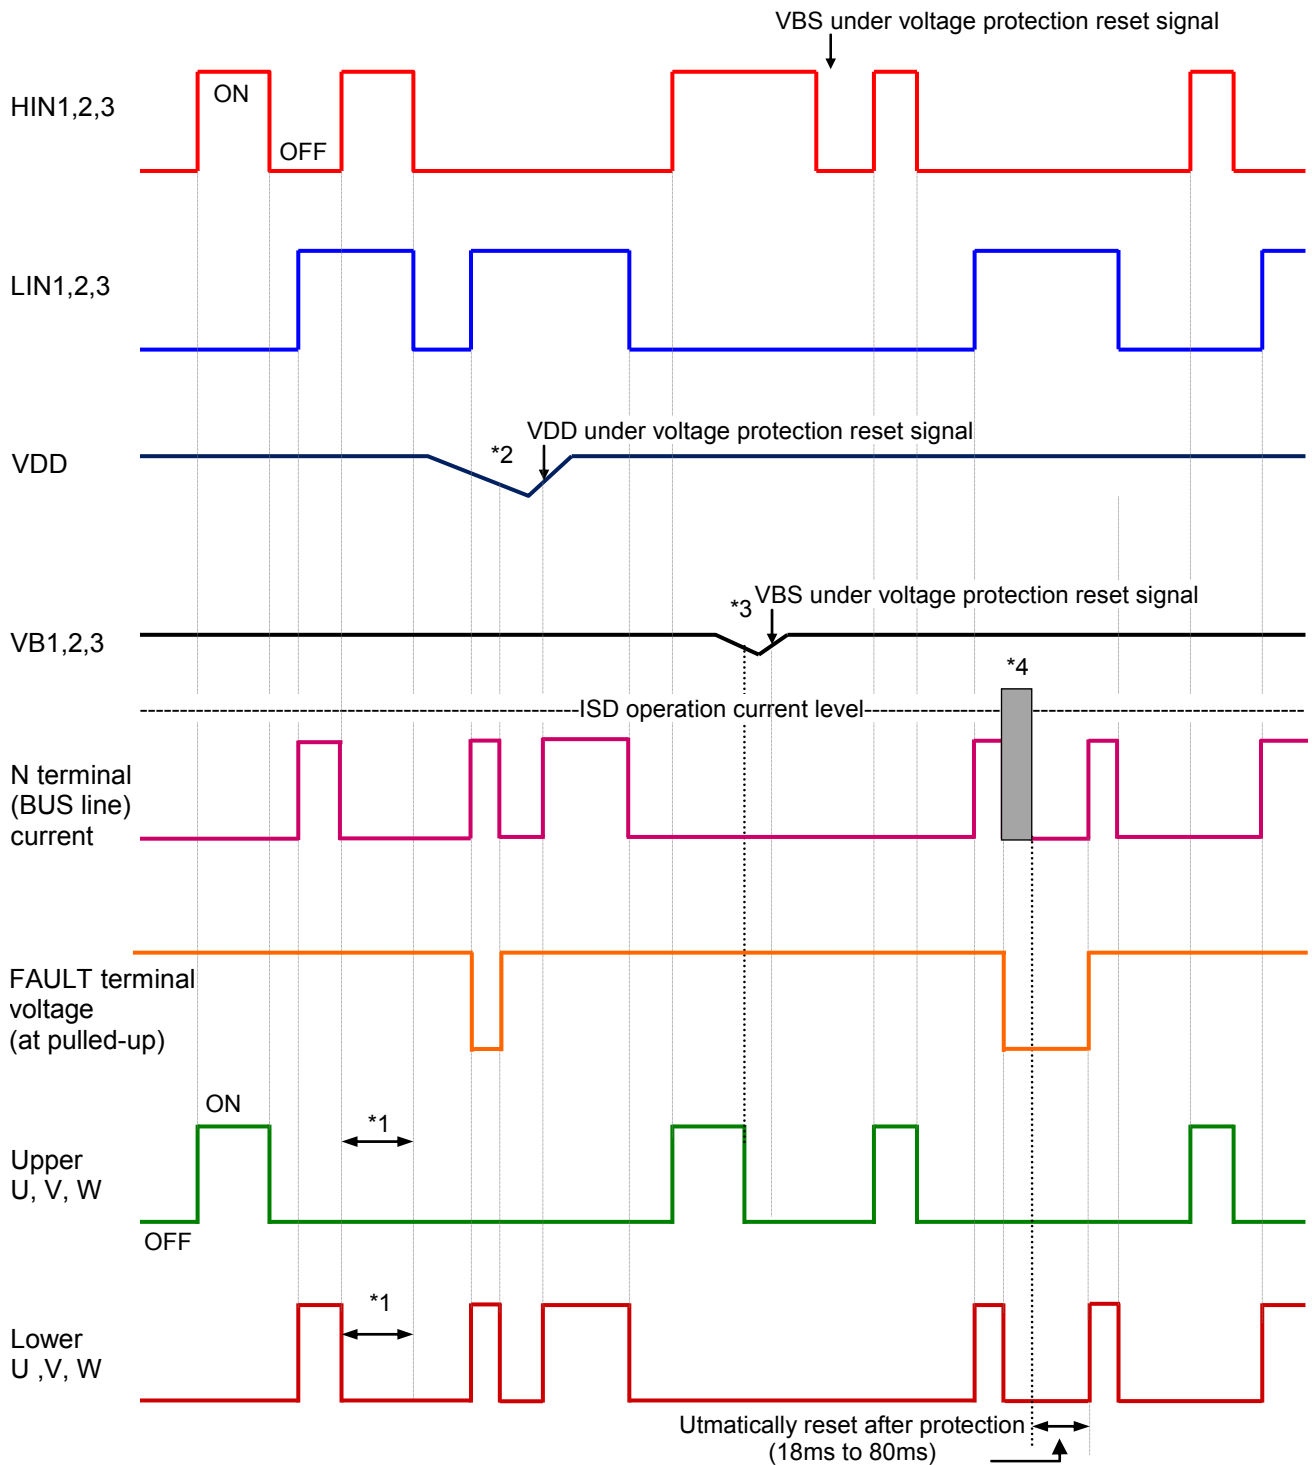 VBS under voltage protection reset signal
HIN1,2,3
ON
OFF
LIN1,2,3
VDD under voltage protection reset signal
*2
VDD
VBS under voltage protection reset signal
*3
VB1,2,3
*4
ISD operation current level
N terminal
(BUS line)
current
FAULT terminal
voltage
(at pulled-up)
ON
*1
Upper
U, V, W
OFF
*1
Lower
U ,V, W
Utmatically reset after protection
(18ms to 80ms)